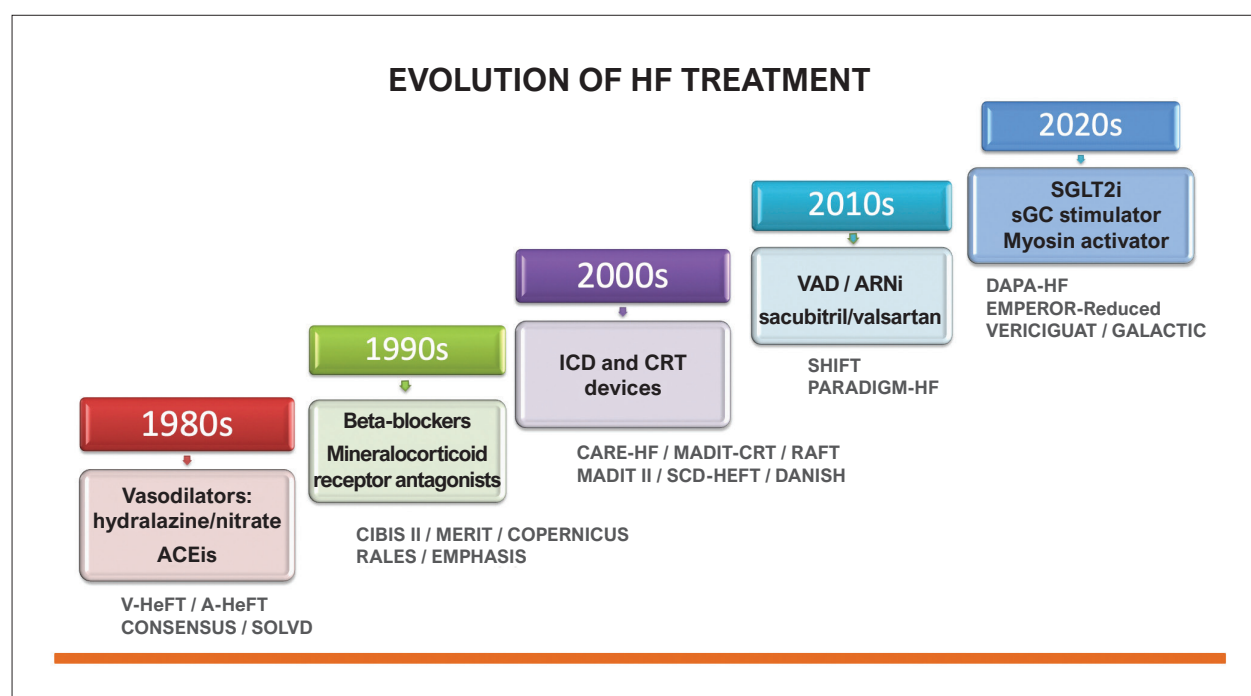 EVOLUTION OF HF TREATMENT
1980s
Vasodilators:
hydralazine/nitrate
ACEis
V-HeFT / A-HeFT
CONSENSUS / SOLVD
1990s
Beta-blockers
Mineralocorticoid
receptor antagonists
CIBIS II / MERIT / COPERNICUS
RALES / EMPHASIS
2000s
ICD and CRT
devices
CARE-HF / MADIT-CRT / RAFT
MADIT II / SCD-HEFT / DANISH
2010s
VAD / ARNi
sacubitril/valsartan
SHIFT
PARADIGM-HF
2020s
SGLT2i
sGC stimulator
Myosin activator
DAPA-HF
EMPEROR-Reduced
VERICIGUAT / GALACTIC